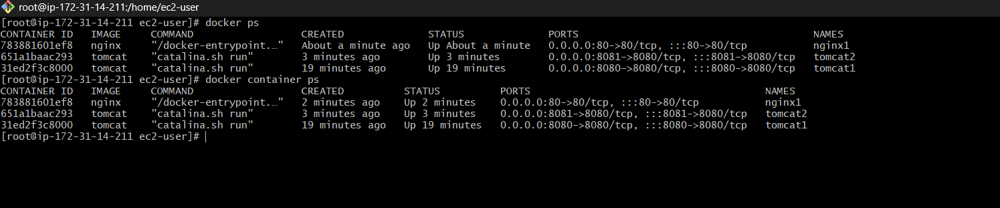 root@ip-172-31-14-211:/home/ec2-user
[root@ip-172-31-14-211 ec2-user]# docker ps
CONTAINER ID   IMAGE     COMMAND                  CREATED              STATUS              PORTS                                       NAMES
783881601ef8   nginx     "/docker-entrypoint.…"   About a minute ago   Up About a minute   0.0.0.0:80->80/tcp, :::80->80/tcp           nginx1
651a1baac293   tomcat    "catalina.sh run"        3 minutes ago        Up 3 minutes        0.0.0.0:8081->8080/tcp, :::8081->8080/tcp   tomcat2
31ed2f3c8000   tomcat    "catalina.sh run"        19 minutes ago       Up 19 minutes       0.0.0.0:8080->8080/tcp, :::8080->8080/tcp   tomcat1
[root@ip-172-31-14-211 ec2-user]# docker container ps
CONTAINER ID   IMAGE     COMMAND                  CREATED          STATUS          PORTS                                       NAMES
783881601ef8   nginx     "/docker-entrypoint.…"   2 minutes ago    Up 2 minutes    0.0.0.0:80->80/tcp, :::80->80/tcp           nginx1
651a1baac293   tomcat    "catalina.sh run"        3 minutes ago    Up 3 minutes    0.0.0.0:8081->8080/tcp, :::8081->8080/tcp   tomcat2
31ed2f3c8000   tomcat    "catalina.sh run"        19 minutes ago   Up 19 minutes   0.0.0.0:8080->8080/tcp, :::8080->8080/tcp   tomcat1
[root@ip-172-31-14-211 ec2-user]#